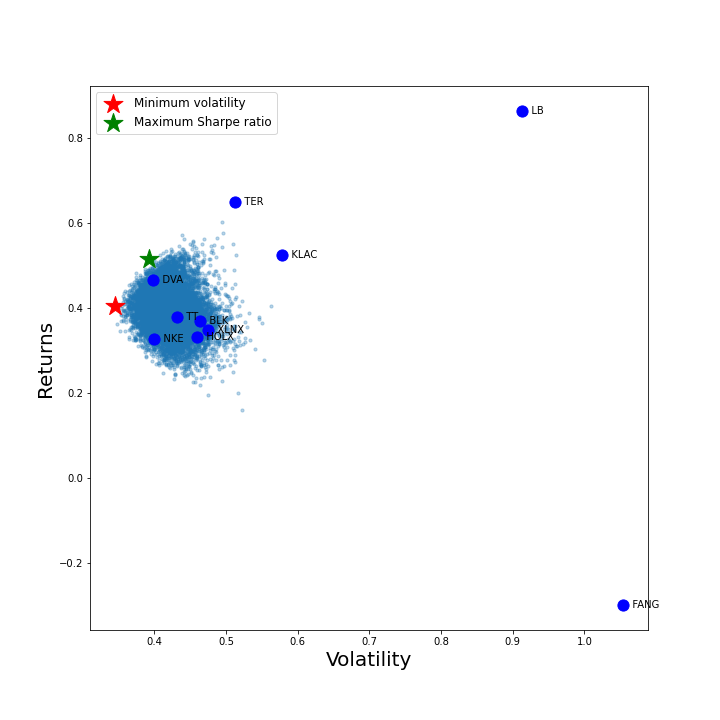 Minimum volatility
Maximum Sharpe ratio
LB
TER
KLAC
DVA
TT
BLK
XLNX
HOLX
NKE
FANG
0.8
0.6
0.4
0.2
0.0
−0.2
Returns
0.4 0.5 0.6 0.7 0.8 0.9 1.0
Volatility